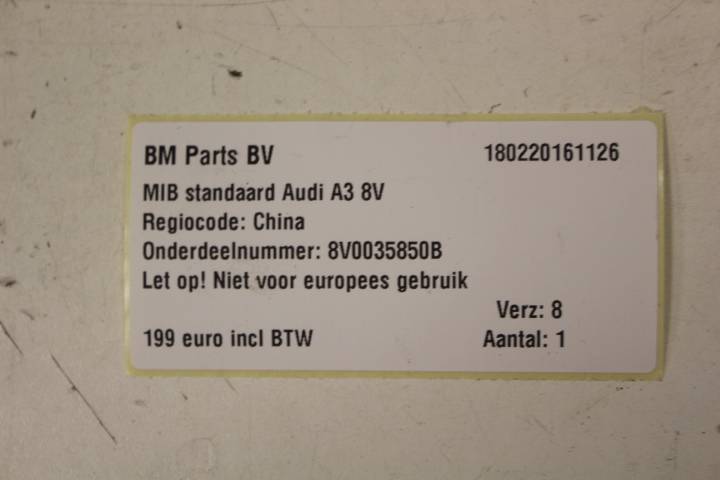 BM Parts BV 180220161126
MIB standaard Audi A3 8V
Regiocode: China
Onderdeelnummer: 8V0035850B
Let op! Niet voor europees gebruik
Verz: 8
199 euro incl BTW Aantal: 1